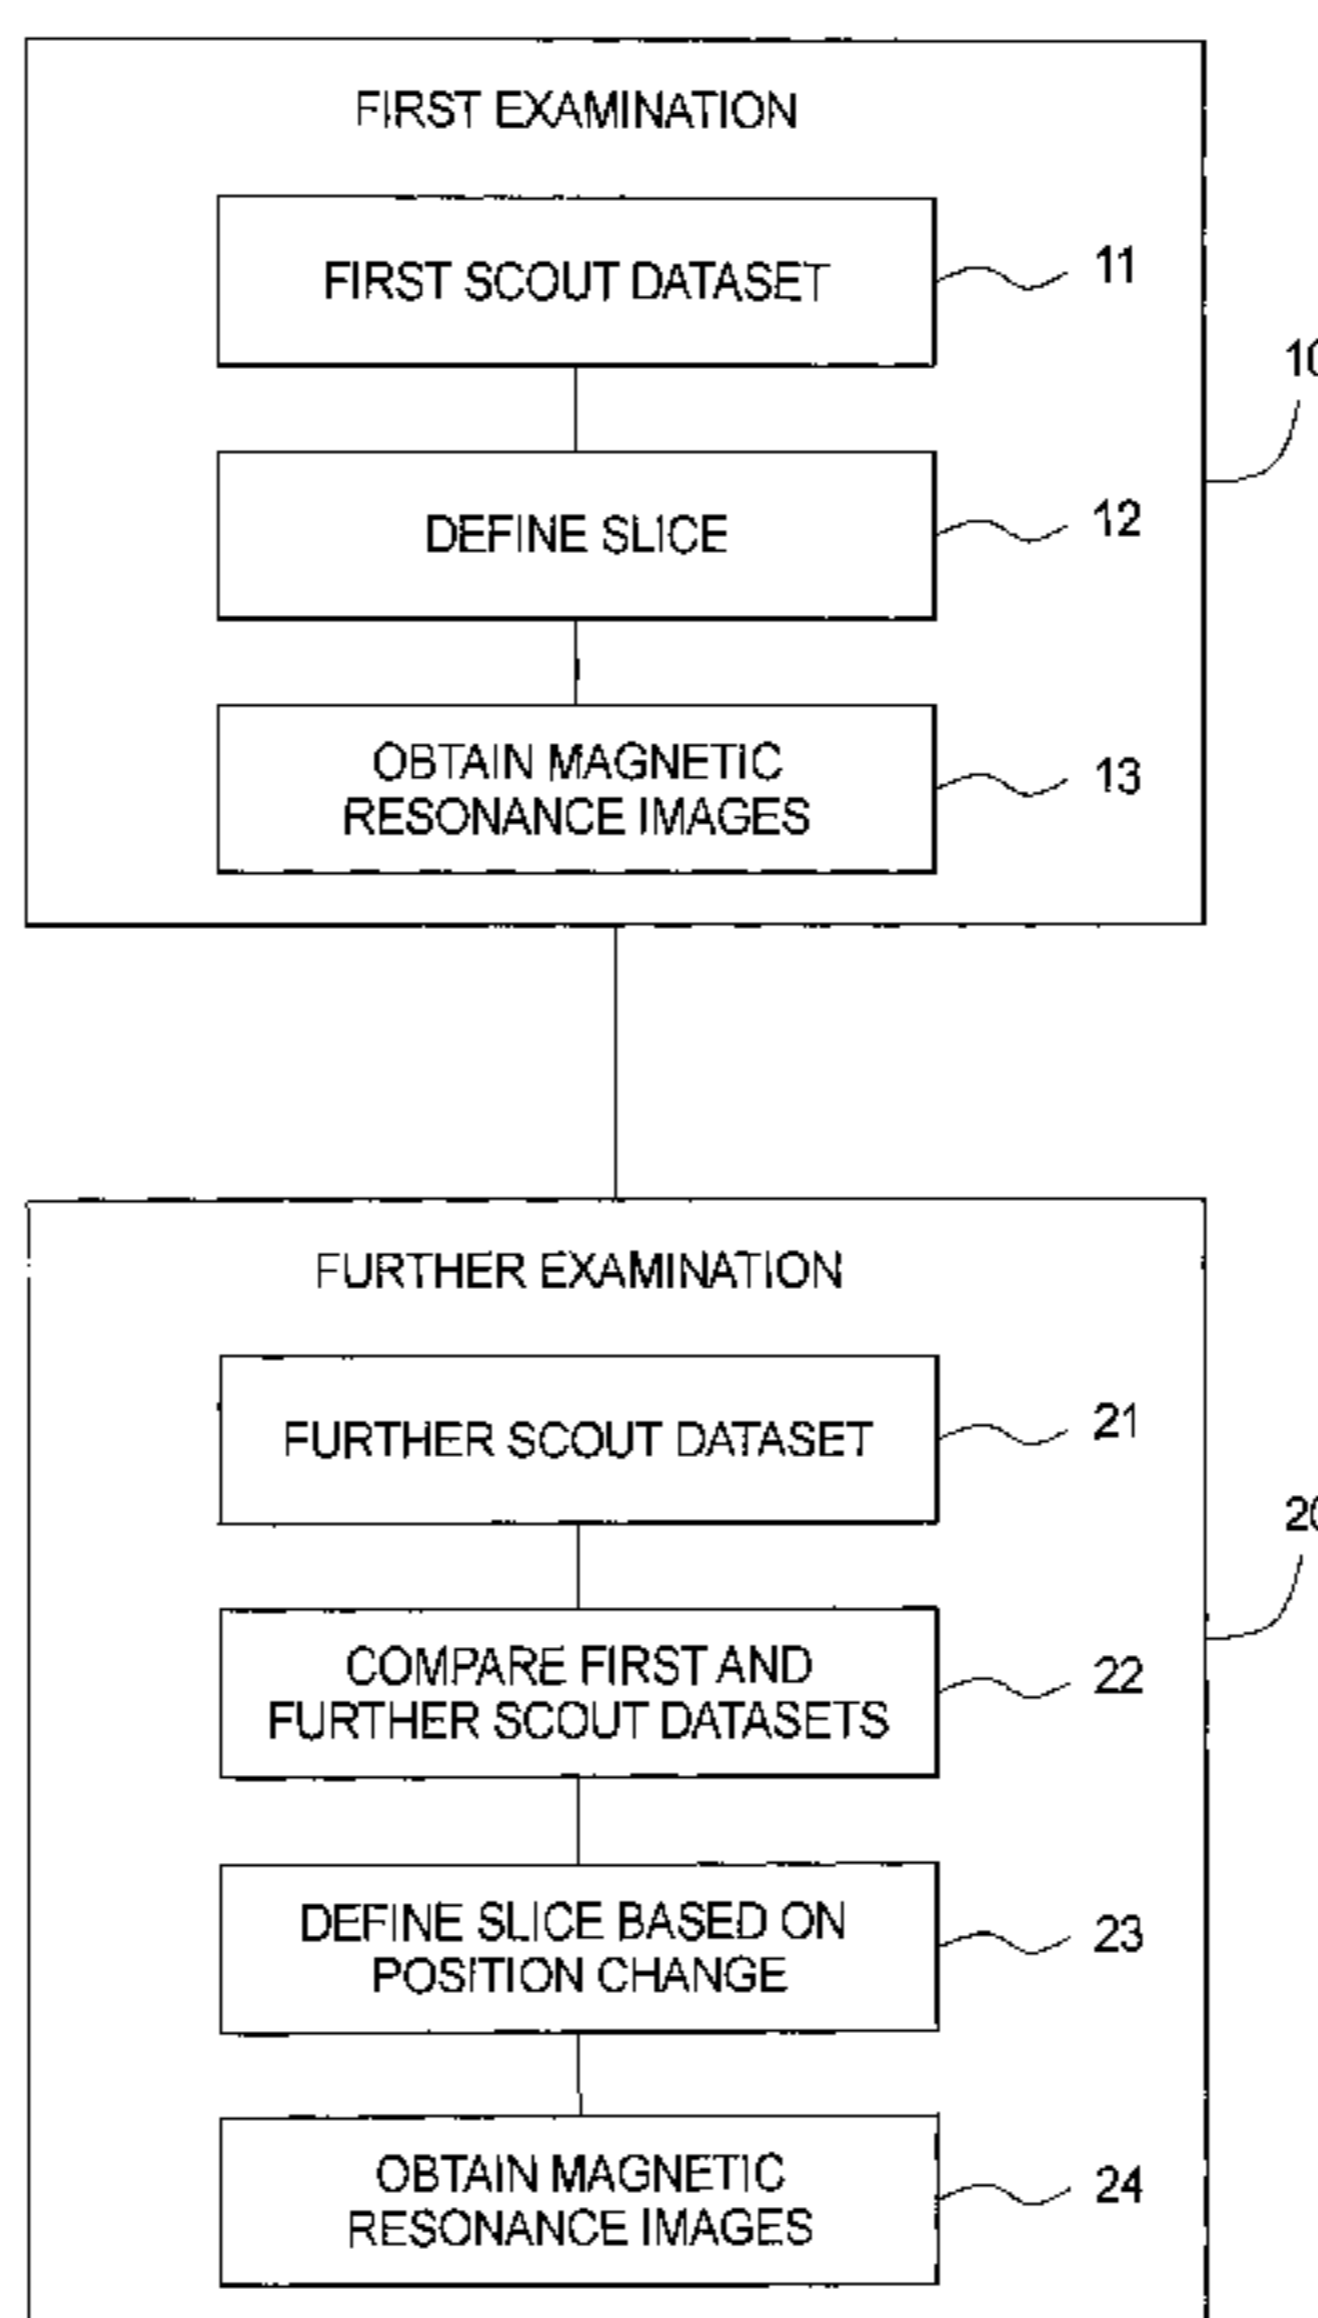 FIRST EXAMINATION
FIRST SCOUT DATASET
11
10
DEFINE SLICE
12
OBTAIN MAGNETIC
RESONANCE IMAGES
13
FURTHER EXAMINATION
FURTHER SCOUT DATASET
21
20
COMPARE FIRST AND
FURTHER SCOUT DATASETS
22
DEFINE SLICE BASED ON
POSITION CHANGE
23
OBTAIN MAGNETIC
RESONANCE IMAGES
24